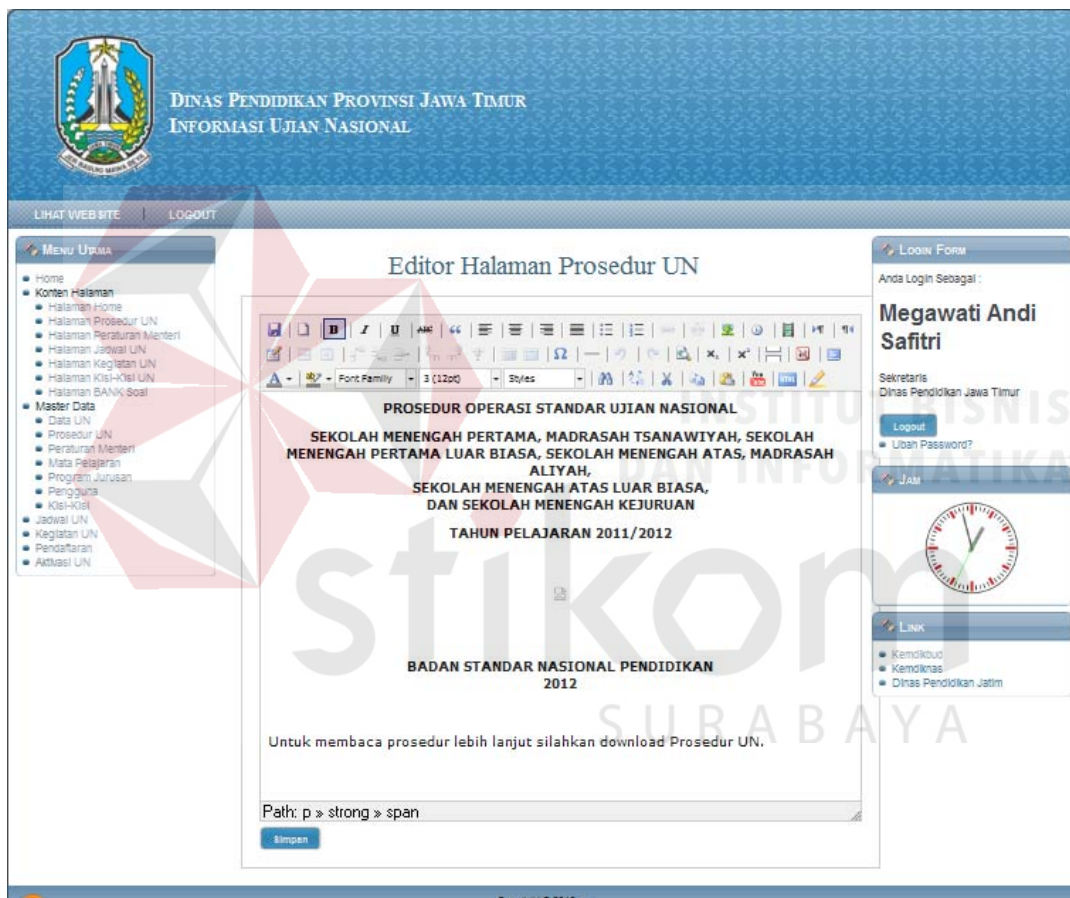 DINAS PENDIDIKAN PROVINSI JAWA TIMUR
INFORMASI UJIAN NASIONAL
LIHAT WEBSITE | LOGOUT
MENU UTAMA
Home
Konten Halaman
Halaman Home
Halaman Prosedur UN
Halaman Peraturan Menteri
Halaman Jadwal UN
Halaman Kegiatan UN
Halaman Kisi-Kisi UN
Halaman BANK Soal
Master Data
Data UN
Prosedur UN
Peraturan Menteri
Mata Pelajaran
Program Jurusan
Pengguna
Kisi-Kisi
Jadwal UN
Kegiatan UN
Pendaftaran
Aktivasi UN
Editor Halaman Prosedur UN
Font Family 3 (12pt) Styles
PROSEDUR OPERASI STANDAR UJIAN NASIONAL
SEKOLAH MENENGAH PERTAMA, MADRASAH TSANAWIYAH, SEKOLAH
MENENGAH PERTAMA LUAR BIASA, SEKOLAH MENENGAH ATAS, MADRASAH
ALIYAH,
SEKOLAH MENENGAH ATAS LUAR BIASA,
DAN SEKOLAH MENENGAH KEJURUAN
TAHUN PELAJARAN 2011/2012
BADAN STANDAR NASIONAL PENDIDIKAN
2012
Untuk membaca prosedur lebih lanjut silahkan download Prosedur UN.
Path: p » strong » span
Simpan
LOGIN FORM
Anda Login Sebagai :
Megawati Andi
Safitri
Sekretaris
Dinas Pendidikan Jawa Timur
Logout
Ubah Password?
JAM
LINK
Kemdikbud
Kemdiknas
Dinas Pendidikan Jatim
INSTITUT BISNIS
DAN INFORMATIKA
stikom
SURABAYA